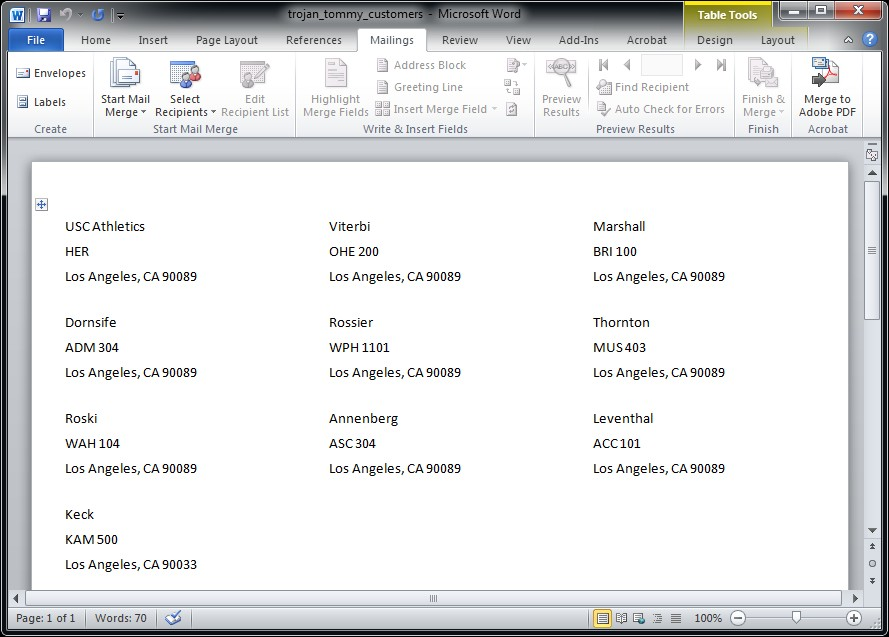 trojan_tommy_customers - Microsoft Word
Table Tools
File Home Insert Page Layout References Mailings Review View Add-Ins Acrobat Design Layout
Envelopes
Labels
Create
Start Mail Merge
Select Recipients
Edit Recipient List
Start Mail Merge
Highlight Merge Fields
Address Block
Greeting Line
Insert Merge Field
Write & Insert Fields
ABC
Preview Results
Find Recipient
Auto Check for Errors
Preview Results
Finish & Merge
Finish
Merge to Adobe PDF
Acrobat
USC Athletics
HER
Los Angeles, CA 90089
Viterbi
OHE 200
Los Angeles, CA 90089
Marshall
BRI 100
Los Angeles, CA 90089
Dornsife
ADM 304
Los Angeles, CA 90089
Rossier
WPH 1101
Los Angeles, CA 90089
Thornton
MUS 403
Los Angeles, CA 90089
Roski
WAH 104
Los Angeles, CA 90089
Annenberg
ASC 304
Los Angeles, CA 90089
Leventhal
ACC 101
Los Angeles, CA 90089
Keck
KAM 500
Los Angeles, CA 90033
Page: 1 of 1 Words: 70 100%